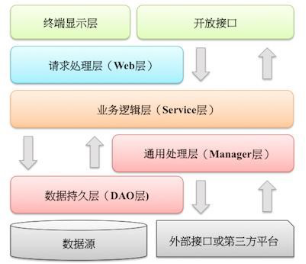 终端显示层
开放接口
请求处理层（Web层）
业务逻辑层（Service层）
通用处理层（Manager层）
数据持久层（DAO层)
数据源
外部接口或第三方平台